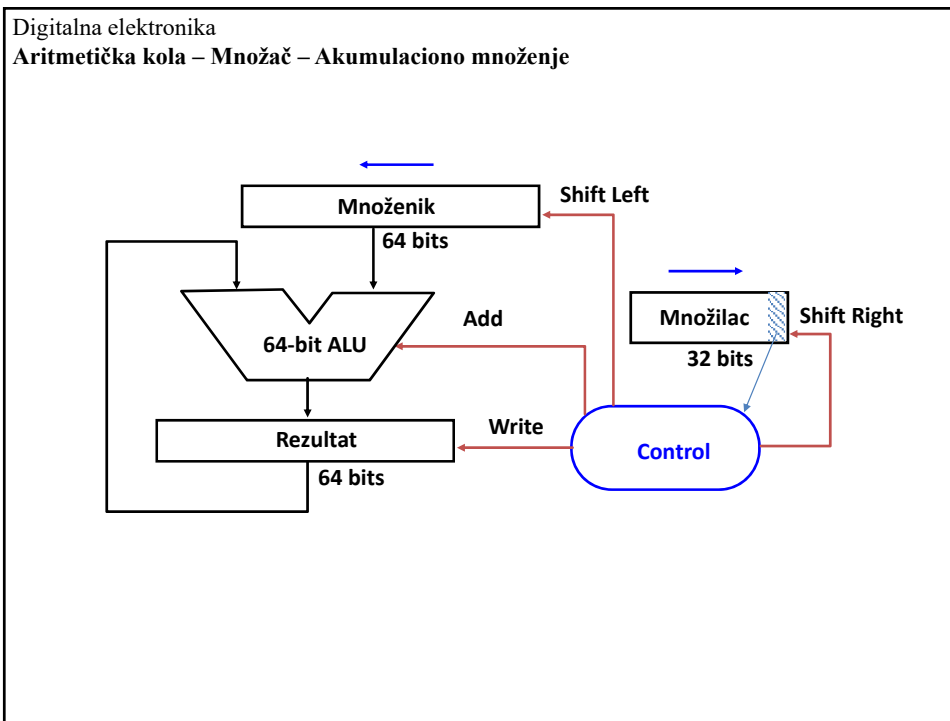 Digitalna elektronika
Aritmetička kola – Množač – Akumulaciono množenje
Množenik
Shift Left
64 bits
Množilac
Shift Right
32 bits
64-bit ALU
Add
Rezultat
Write
64 bits
Control